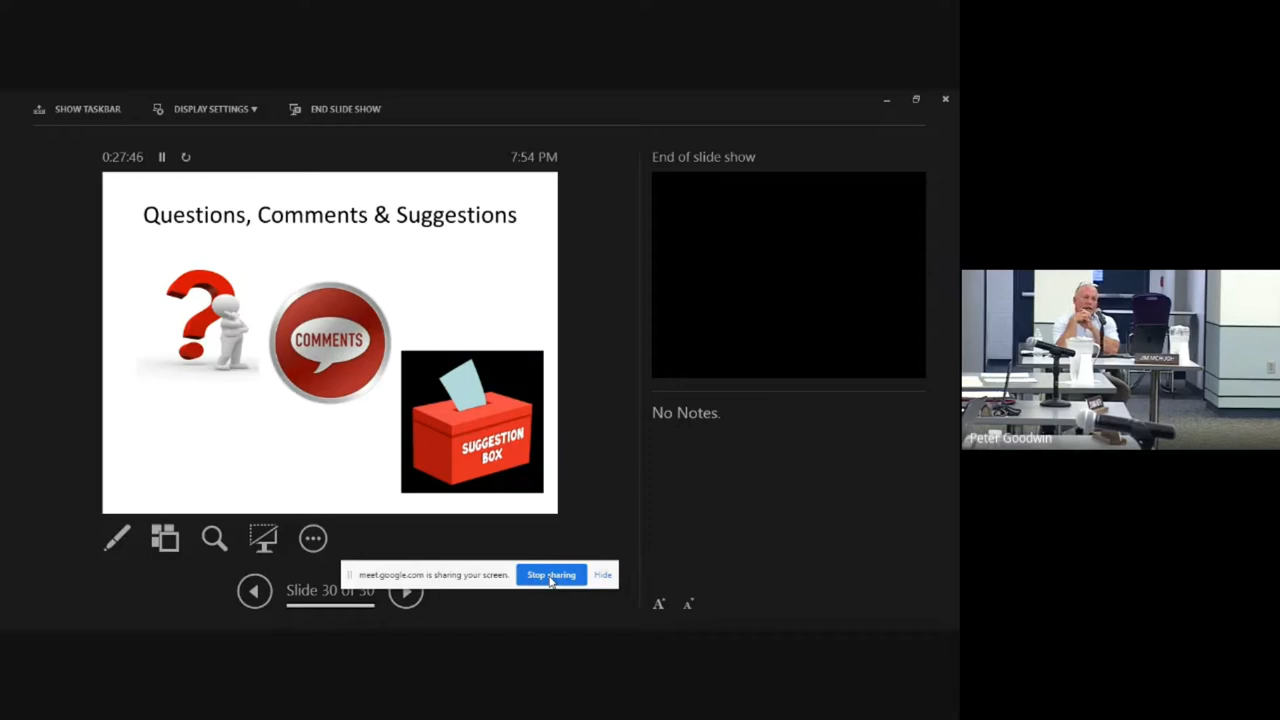 SHOW TASKBAR
DISPLAY SETTINGS
END SLIDE SHOW
0:27:46
7:54 PM
End of slide show
Questions, Comments & Suggestions
COMMENTS
SUGGESTION
BOX
No Notes.
meet.google.com is sharing your screen.
Stop sharing
Hide
Slide 30 of 30
A
A
Peter Goodwin
JIM MCHUGH